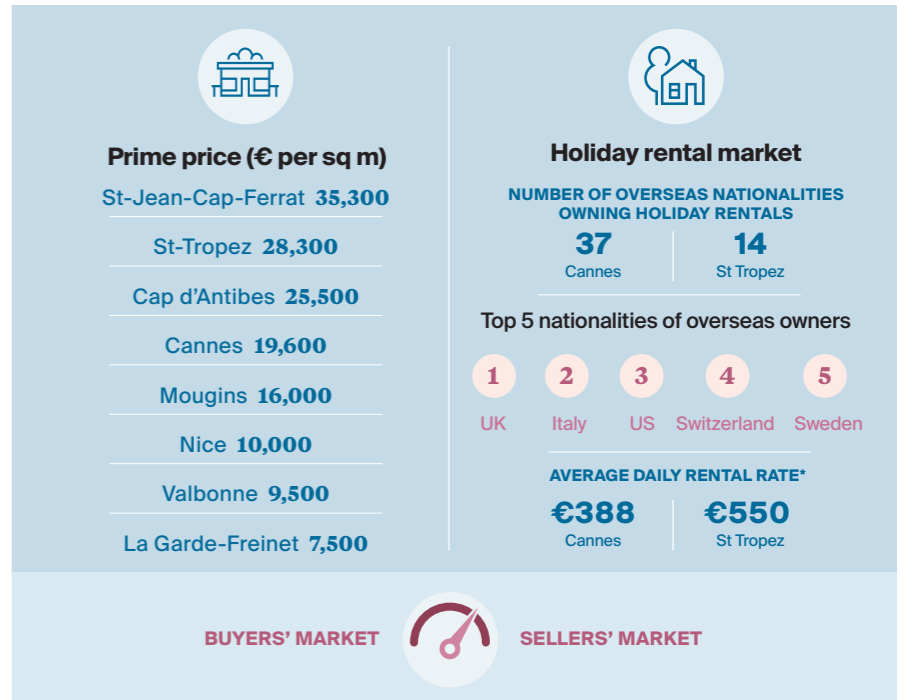 Prime price (€ per sq m)
St-Jean-Cap-Ferrat 35,300
St-Tropez 28,300
Cap d’Antibes 25,500
Cannes 19,600
Mougins 16,000
Nice 10,000
Valbonne 9,500
La Garde-Freinet 7,500
Holiday rental market
NUMBER OF OVERSEAS NATIONALITIES
OWNING HOLIDAY RENTALS
37 14
Cannes St Tropez
Top 5 nationalities of overseas owners
1 2 3 4 5
UK Italy US Switzerland Sweden
AVERAGE DAILY RENTAL RATE*
€388 €550
Cannes St Tropez
BUYERS’ MARKET SELLERS’ MARKET